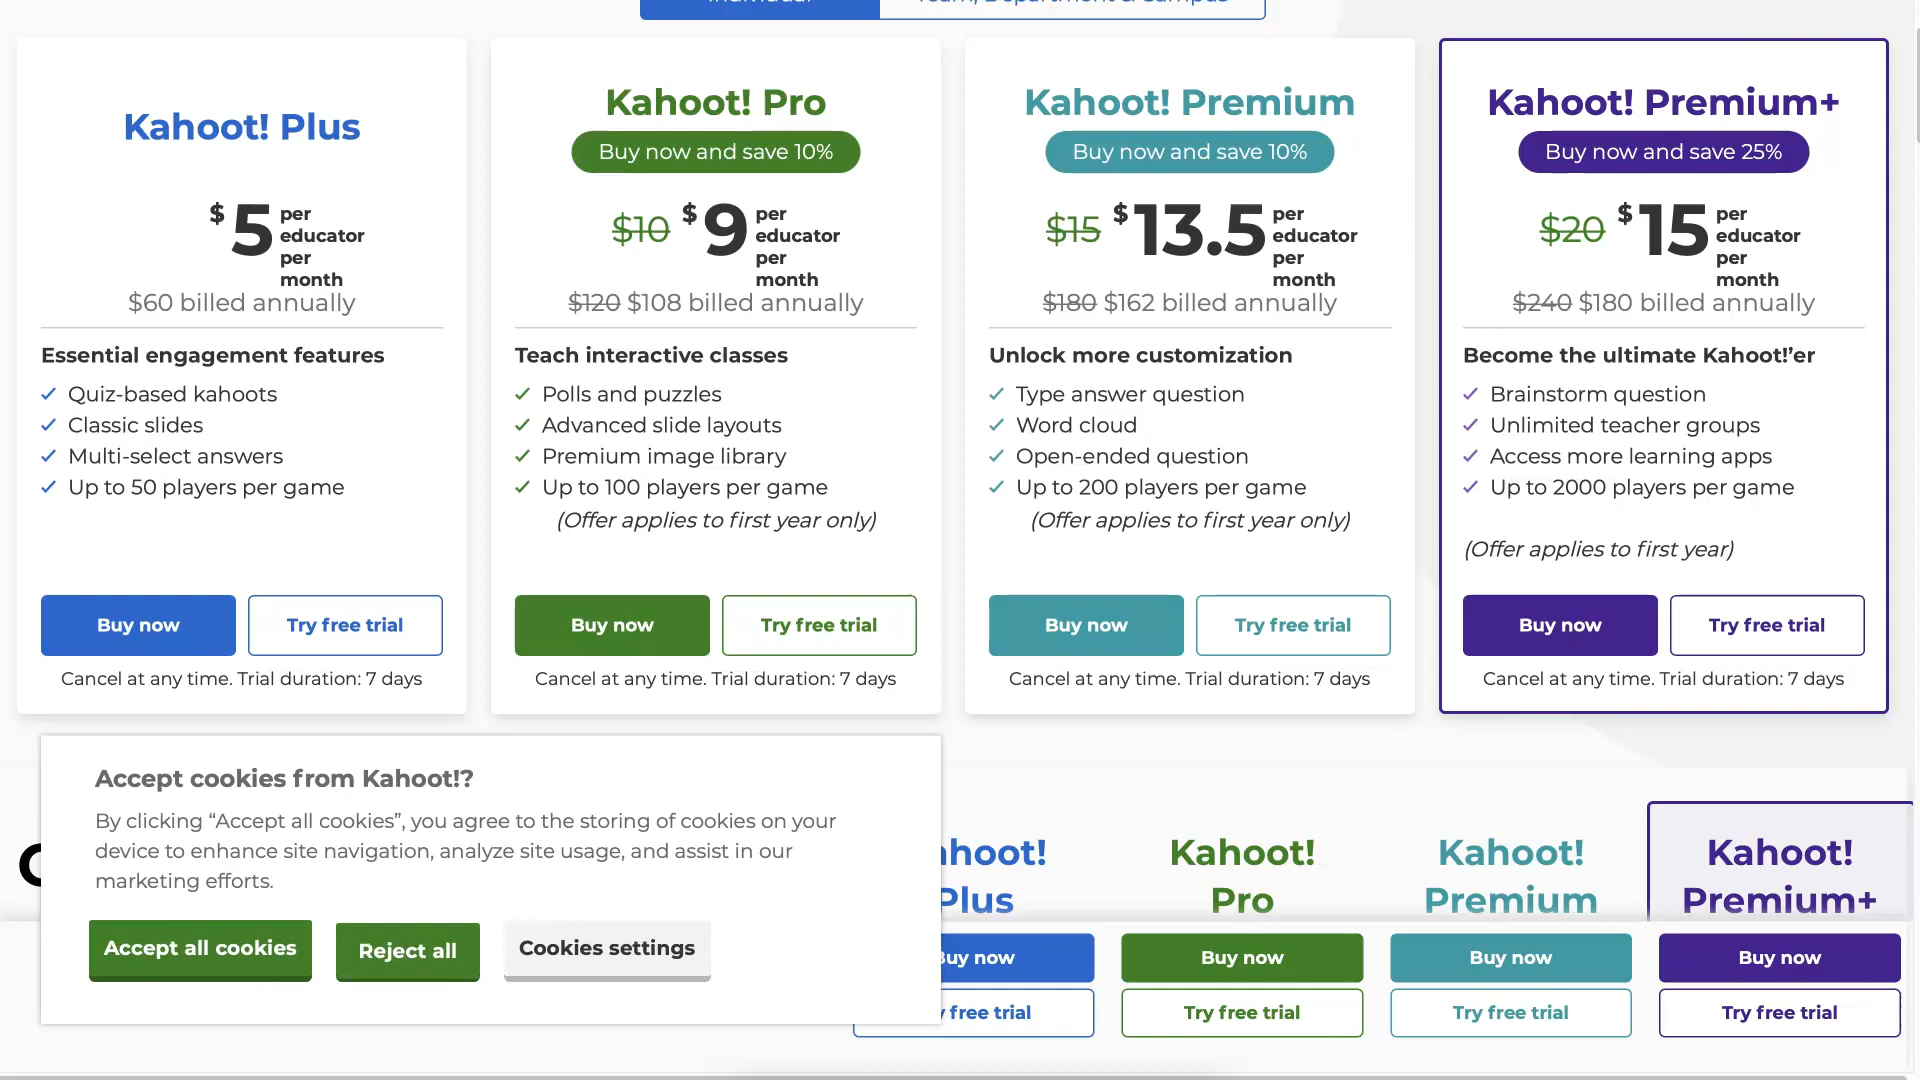 Individual
Team, Department & Campus
Kahoot! Plus
$5 per educator per month
$60 billed annually
Essential engagement features
Quiz-based kahoots
Classic slides
Multi-select answers
Up to 50 players per game
Buy now
Try free trial
Cancel at any time. Trial duration: 7 days
Kahoot! Pro
Buy now and save 10%
$10 $9 per educator per month
$120 $108 billed annually
Teach interactive classes
Polls and puzzles
Advanced slide layouts
Premium image library
Up to 100 players per game
(Offer applies to first year only)
Buy now
Try free trial
Cancel at any time. Trial duration: 7 days
Kahoot! Premium
Buy now and save 10%
$15 $13.5 per educator per month
$180 $162 billed annually
Unlock more customization
Type answer question
Word cloud
Open-ended question
Up to 200 players per game
(Offer applies to first year only)
Buy now
Try free trial
Cancel at any time. Trial duration: 7 days
Kahoot! Premium+
Buy now and save 25%
$20 $15 per educator per month
$240 $180 billed annually
Become the ultimate Kahoot!’er
Brainstorm question
Unlimited teacher groups
Access more learning apps
Up to 2000 players per game
(Offer applies to first year)
Buy now
Try free trial
Cancel at any time. Trial duration: 7 days
Accept cookies from Kahoot!?
By clicking “Accept all cookies”, you agree to the storing of cookies on your
device to enhance site navigation, analyze site usage, and assist in our
marketing efforts.
Accept all cookies
Reject all
Cookies settings
hoot!
Plus
Buy now
free trial
Kahoot!
Pro
Buy now
Try free trial
Kahoot!
Premium
Buy now
Try free trial
Kahoot!
Premium+
Buy now
Try free trial